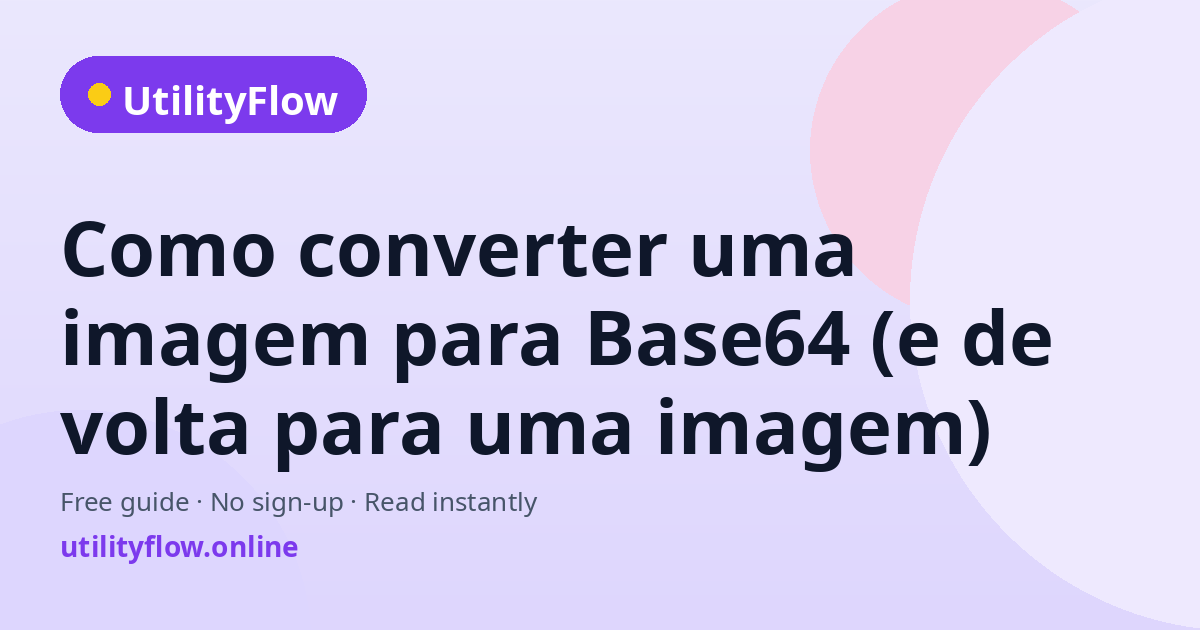 UtilityFlow
Como converter uma
imagem para Base64 (e de
volta para uma imagem)
Free guide · No sign-up · Read instantly
utilityflow.online